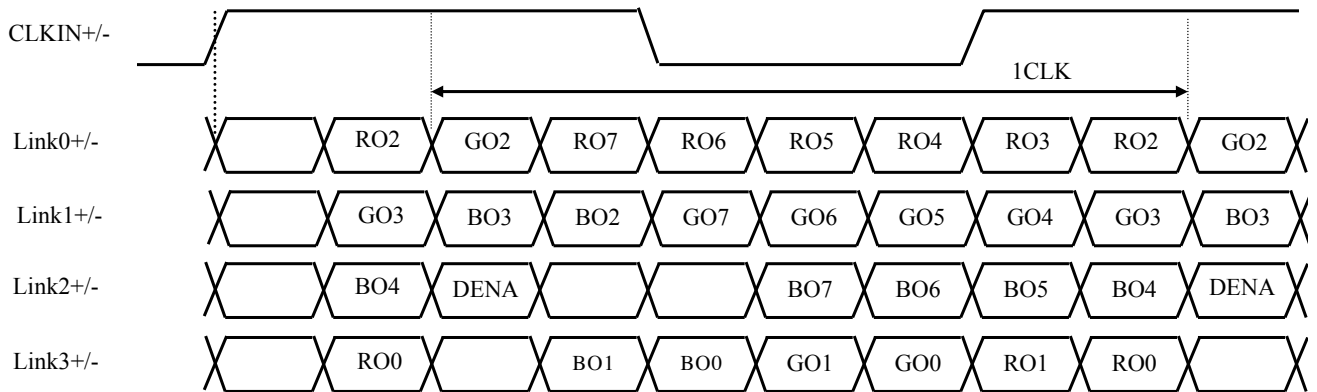 CLKIN+/-
1CLK
Link0+/- RO2 GO2 RO7 RO6 RO5 RO4 RO3 RO2 GO2
Link1+/- GO3 BO3 BO2 GO7 GO6 GO5 GO4 GO3 BO3
Link2+/- BO4 DENA BO7 BO6 BO5 BO4 DENA
Link3+/- RO0 BO1 BO0 GO1 GO0 RO1 RO0